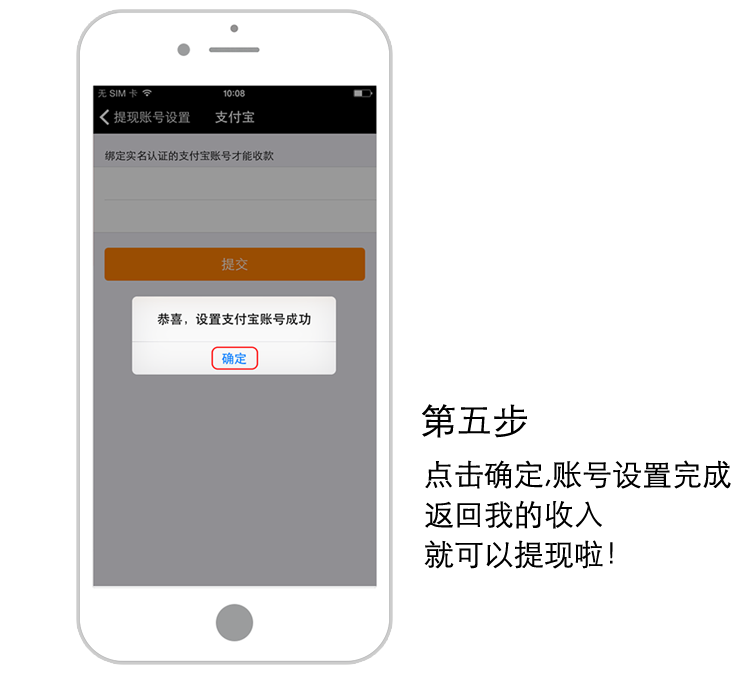 无 SIM 卡 10:08
提现账号设置 支付宝
绑定实名认证的支付宝账号才能收款
提交
恭喜，设置支付宝账号成功
确定
第五步
点击确定,账号设置完成
返回我的收入
就可以提现啦！